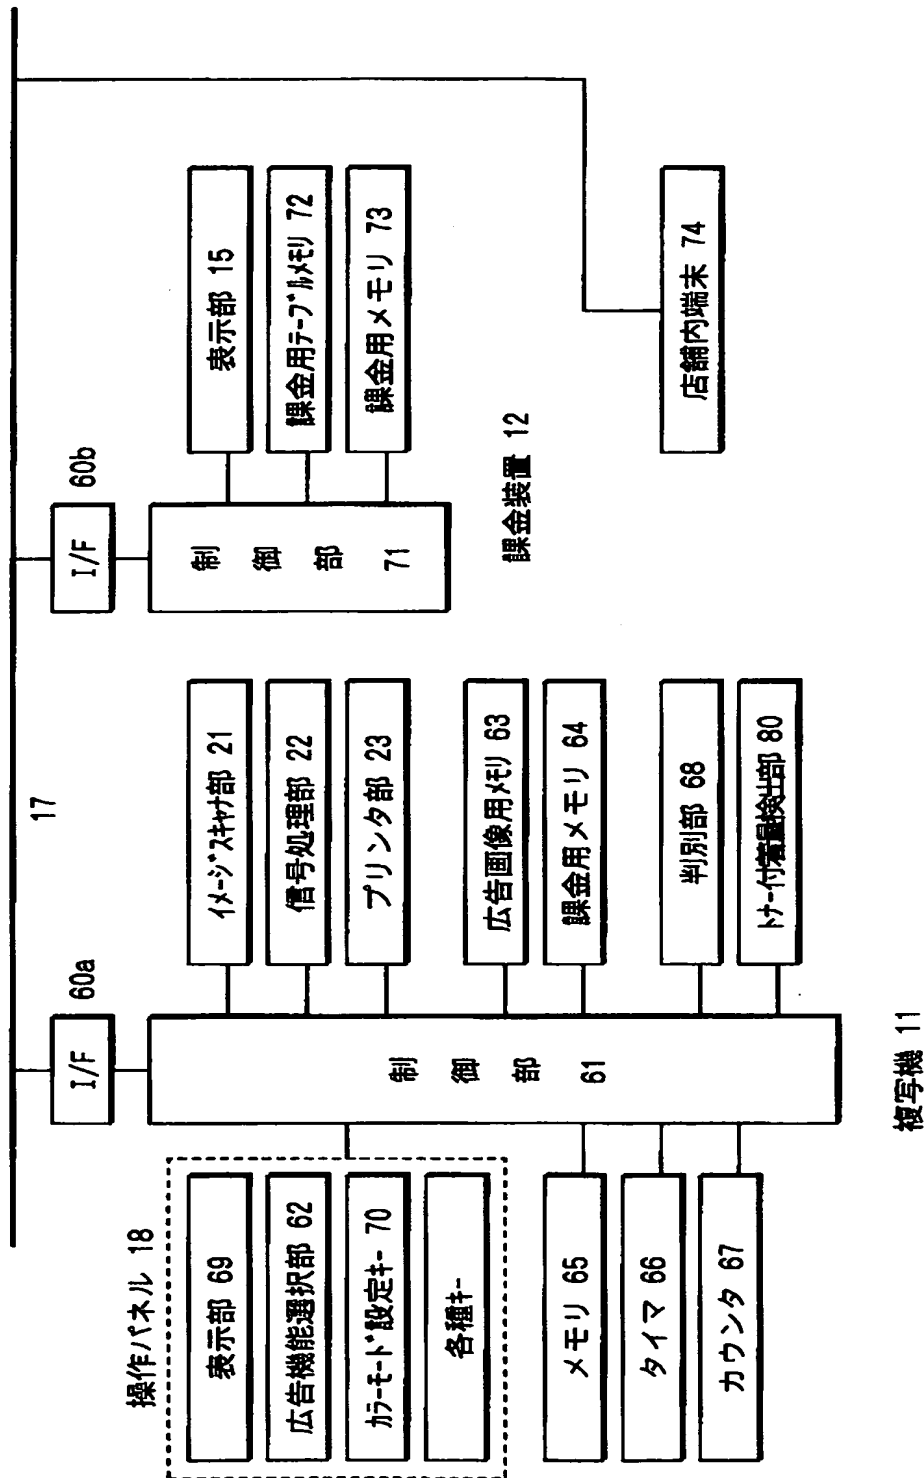 17
操作パネル 18
表示部 69
広告機能選択部 62
カラーモード設定キー 70
各種キー
メモリ 65
タイマ 66
カウンタ 67
I/F
60a
制御部 61
イメージスキャナ部 21
信号処理部 22
プリンタ部 23
広告画像用メモリ 63
課金用メモリ 64
判別部 68
トナー付着量検出部 80
複写機 11
I/F
60b
制御部 71
表示部 15
課金用テーブルメモリ 72
課金用メモリ 73
課金装置 12
店舗内端末 74